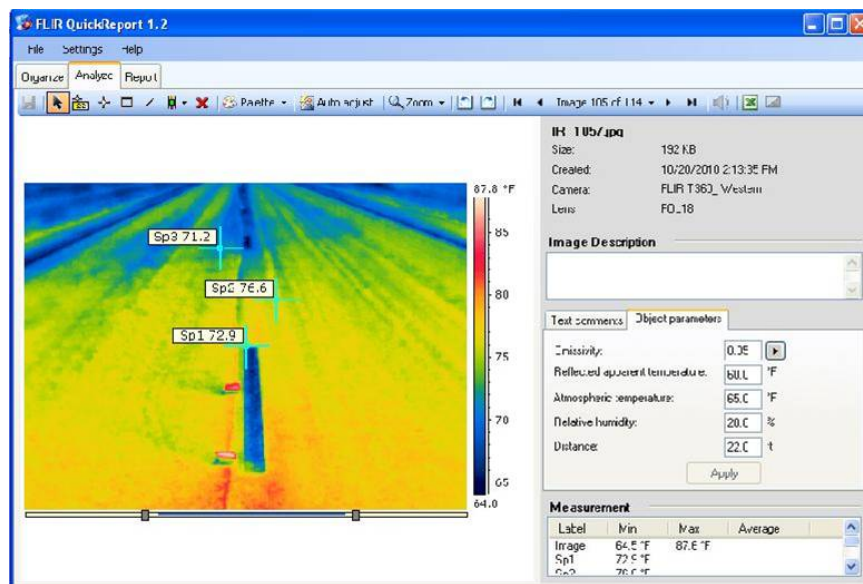 FLIR QuickReport 1.2
File Settings Help
Organize Analyze Report
Palette Auto adjust Zoom Image 105 of 114
IR_1057.jpg
Size: 192 KB
Created: 10/20/2010 2:13:35 PM
Camera: FLIR T360_Western
Lens: FOL18
Image Description
87.8 °F
85
80
75
70
65
64.0
Sp3 71.2
Sp2 76.6
Sp1 72.9
Text comments Object parameters
Emissivity:
Reflected apparent temperature: 60.0 °F
Atmospheric temperature: 65.0 °F
Relative humidity: 20.0 %
Distance: 22.0
Apply
Measurement
Label Min Max Average
Image 64.5 °F 87.6 °F
Sp1 72.9 °F
Sp2